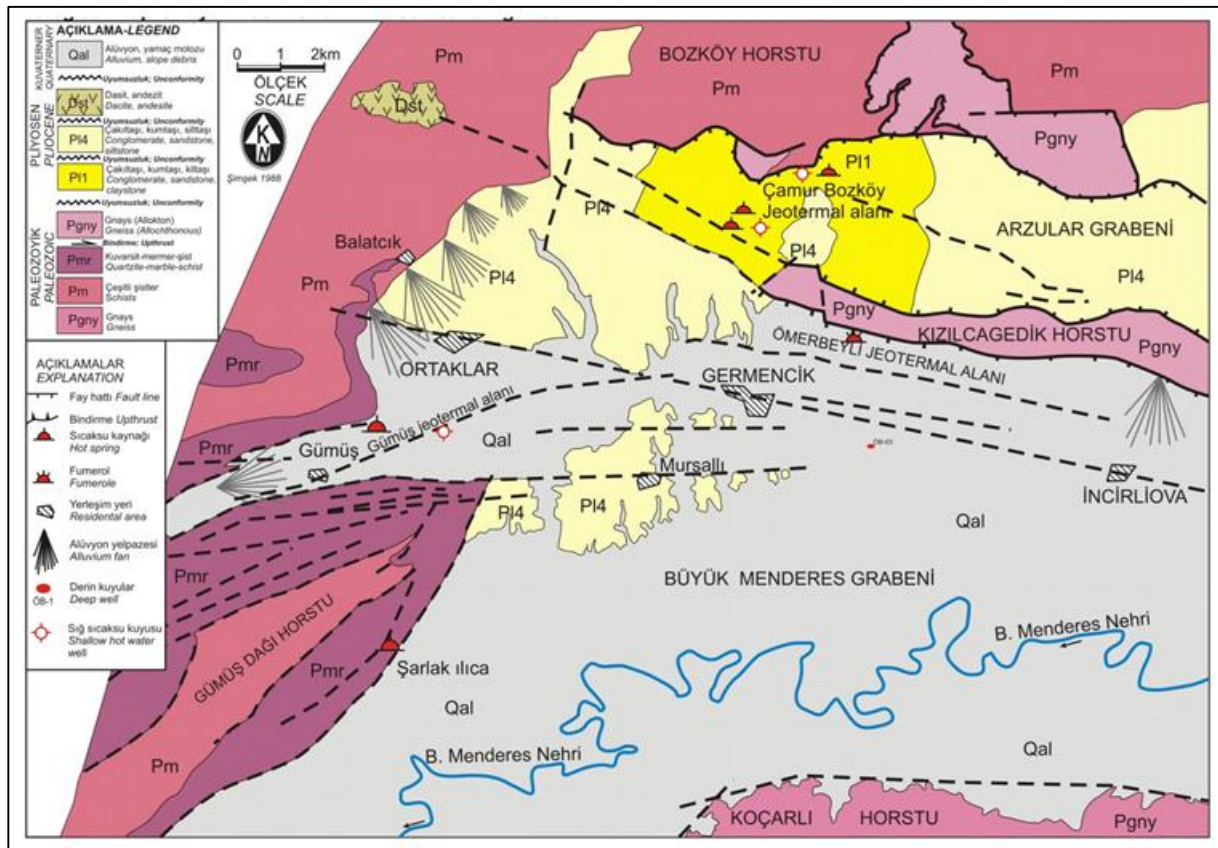 AÇIKLAMA-LEGEND
KUVATERNER
QUATERNARY
Qal
Alüvyon, yamaç molozu
Alluvium, slope debris
Uyumsuzluk; Unconformity
PLİYOSEN
PLIOCENE
Dst
Dasit, andezit
Dacite, andesite
Uyumsuzluk; Unconformity
Pl4
Çakıltaşı, kumtaşı, silttaşı
Conglomerate, sandstone,
siltstone
Uyumsuzluk; Unconformity
Pl1
Çakıltaşı, kumtaşı, kiltaşı
Conglomerate, sandstone,
claystone
Uyumsuzluk; Unconformity
PALEOZOYİK
PALEOZOIC
Pgny
Gnays (Allokton)
Gneiss (Allochthonous)
Bindirme; Upthrust
Pmr
Kuvarsit-mermer-şist
Quartzite-marble-schist
Pm
Çeşitli şistler
Schists
Pgny
Gnays
Gneiss
AÇIKLAMALAR
EXPLANATION
Fay hattı Fault line
Bindirme Upthrust
Sıcaksu kaynağı
Hot spring
Fumerol
Fumerole
Yerleşim yeri
Residental area
Alüvyon yelpazesi
Alluvium fan
Derin kuyular
Deep well
ÖB-1
Sığ sıcaksu kuyusu
Shallow hot water
well
0 1 2km
ÖLÇEK
SCALE
K
N
Şimşek 1988
Pm
BOZKÖY HORSTU
Pm
Pm
Dst
Pgny
Pl1
Çamur Bozköy
Jeotermal alanı
Pl4
ARZULAR GRABENİ
Balatcık
Pl4
Pl4
Pl4
Pm
Pgny
KIZILCAGEDİK HORSTU
Pgny
Pmr
ORTAKLAR
ÖMERBEYLİ JEOTERMAL ALANI
GERMENCİK
Gümüş jeotermal alanı
Pmr
Gümüş
Qal
ÖB-03
Mursallı
İNCİRLİOVA
Pl4
Pl4
Qal
Pmr
BÜYÜK MENDERES GRABENİ
GÜMÜŞ DAĞI HORSTU
B. Menderes Nehri
Pmr
Şarlak ılıca
Qal
Qal
B. Menderes Nehri
Pm
KOÇARLI HORSTU
Pgny